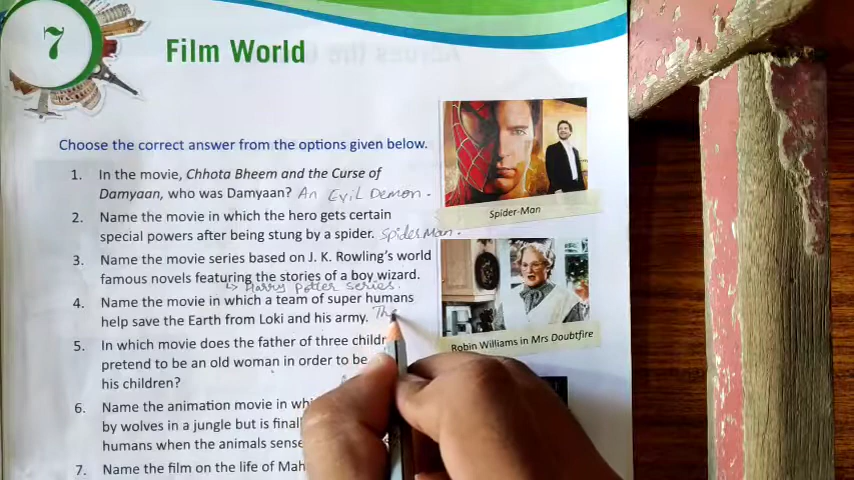 7
Film World
Choose the correct answer from the options given below.
1. In the movie, Chhota Bheem and the Curse of
Damyaan, who was Damyaan? An Evil Demon.
2. Name the movie in which the hero gets certain
special powers after being stung by a spider. SpiderMan.
3. Name the movie series based on J. K. Rowling's world
famous novels featuring the stories of a boy wizard.
↳ Harry Potter series.
4. Name the movie in which a team of super humans
help save the Earth from Loki and his army. Th
5. In which movie does the father of three childr
pretend to be an old woman in order to be
his children?
6. Name the animation movie in whi
by wolves in a jungle but is final
humans when the animals sense
7. Name the film on the life of Mah
Spider-Man
Robin Williams in Mrs Doubtfire